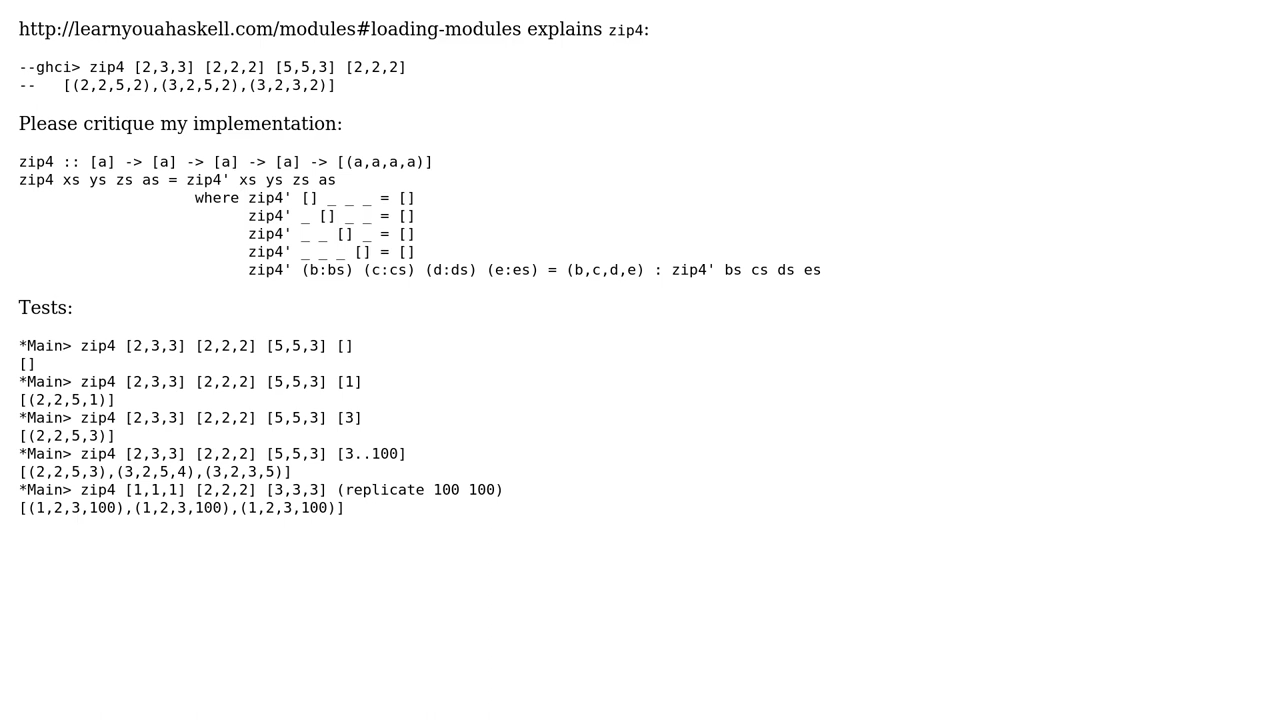 http://learnyouahaskell.com/modules#loading-modules explains zip4:
--ghci> zip4 [2,3,3] [2,2,2] [5,5,3] [2,2,2]
--   [(2,2,5,2),(3,2,5,2),(3,2,3,2)]
Please critique my implementation:
zip4 :: [a] -> [a] -> [a] -> [a] -> [(a,a,a,a)]
zip4 xs ys zs as = zip4' xs ys zs as
                    where zip4' [] _ _ _ = []
                          zip4' _ [] _ _ = []
                          zip4' _ _ [] _ = []
                          zip4' _ _ _ [] = []
                          zip4' (b:bs) (c:cs) (d:ds) (e:es) = (b,c,d,e) : zip4' bs cs ds es
Tests:
*Main> zip4 [2,3,3] [2,2,2] [5,5,3] []
[]
*Main> zip4 [2,3,3] [2,2,2] [5,5,3] [1]
[(2,2,5,1)]
*Main> zip4 [2,3,3] [2,2,2] [5,5,3] [3]
[(2,2,5,3)]
*Main> zip4 [2,3,3] [2,2,2] [5,5,3] [3..100]
[(2,2,5,3),(3,2,5,4),(3,2,3,5)]
*Main> zip4 [1,1,1] [2,2,2] [3,3,3] (replicate 100 100)
[(1,2,3,100),(1,2,3,100),(1,2,3,100)]